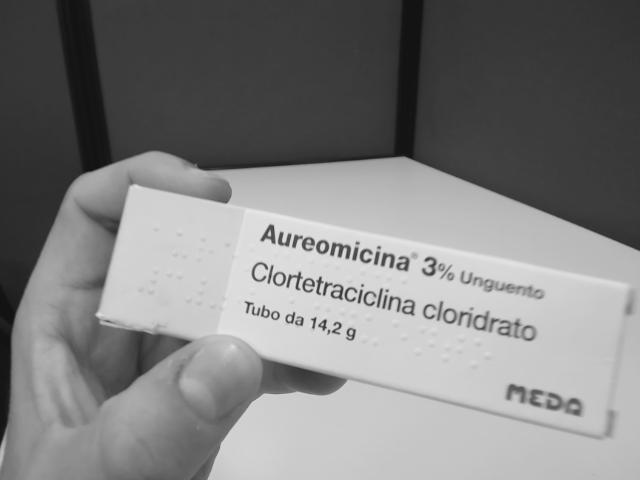 Aureomicina® 3% Unguento
Clortetraciclina cloridrato
Tubo da 14,2 g
MEDA